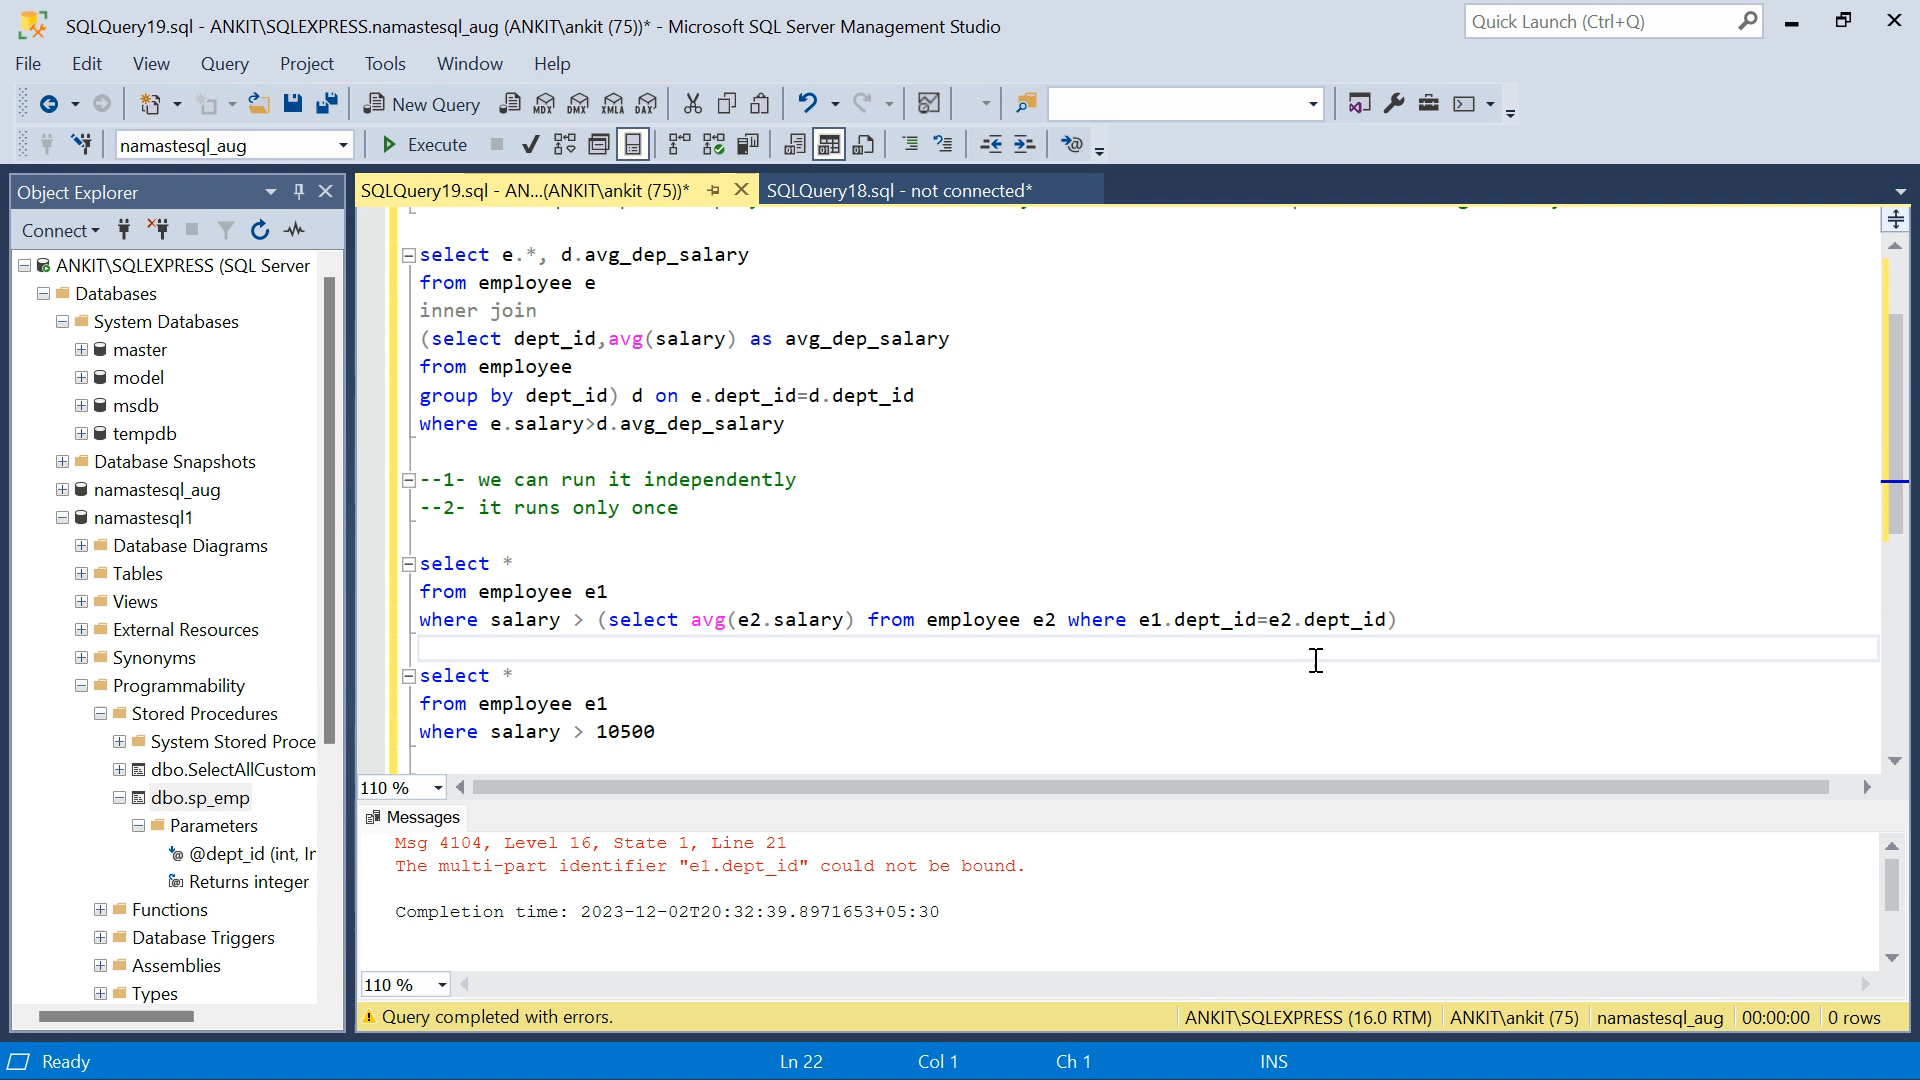 SQLQuery19.sql - ANKIT\SQLEXPRESS.namastesql_aug (ANKIT\ankit (75))* - Microsoft SQL Server Management Studio
Quick Launch (Ctrl+Q)
File Edit View Query Project Tools Window Help
New Query MDX DMX XMLA DAX
namastesql_aug Execute
Object Explorer
Connect
ANKIT\SQLEXPRESS (SQL Server
Databases
System Databases
master
model
msdb
tempdb
Database Snapshots
namastesql_aug
namastesql1
Database Diagrams
Tables
Views
External Resources
Synonyms
Programmability
Stored Procedures
System Stored Proce
dbo.SelectAllCustom
dbo.sp_emp
Parameters
@dept_id (int, Ir
Returns integer
Functions
Database Triggers
Assemblies
Types
SQLQuery19.sql - AN...(ANKIT\ankit (75))* SQLQuery18.sql - not connected*
select e.*, d.avg_dep_salary
from employee e
inner join
(select dept_id,avg(salary) as avg_dep_salary
from employee
group by dept_id) d on e.dept_id=d.dept_id
where e.salary>d.avg_dep_salary
--1- we can run it independently
--2- it runs only once
select *
from employee e1
where salary > (select avg(e2.salary) from employee e2 where e1.dept_id=e2.dept_id)
select *
from employee e1
where salary > 10500
110 %
Messages
Msg 4104, Level 16, State 1, Line 21
The multi-part identifier "e1.dept_id" could not be bound.
Completion time: 2023-12-02T20:32:39.8971653+05:30
110 %
Query completed with errors. ANKIT\SQLEXPRESS (16.0 RTM) ANKIT\ankit (75) namastesql_aug 00:00:00 0 rows
Ready Ln 22 Col 1 Ch 1 INS